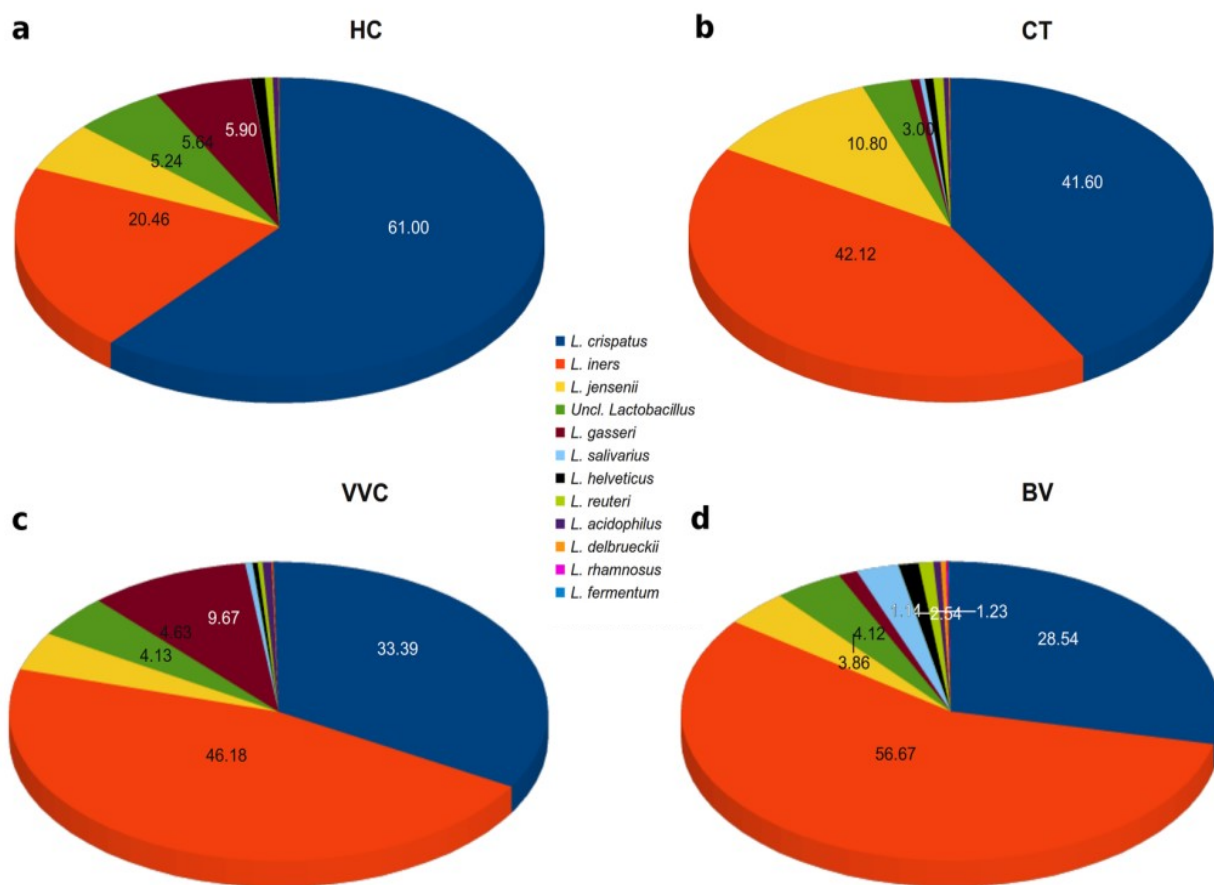 a
HC
5.90
5.64
5.24
20.46
61.00
b
CT
3.00
10.80
41.60
42.12
L. crispatus
L. iners
L. jensenii
Uncl. Lactobacillus
L. gasseri
L. salivarius
L. helveticus
L. reuteri
L. acidophilus
L. delbrueckii
L. rhamnosus
L. fermentum
c
VVC
9.67
4.63
4.13
33.39
46.18
d
BV
1.14
2.54
1.23
4.12
3.86
28.54
56.67